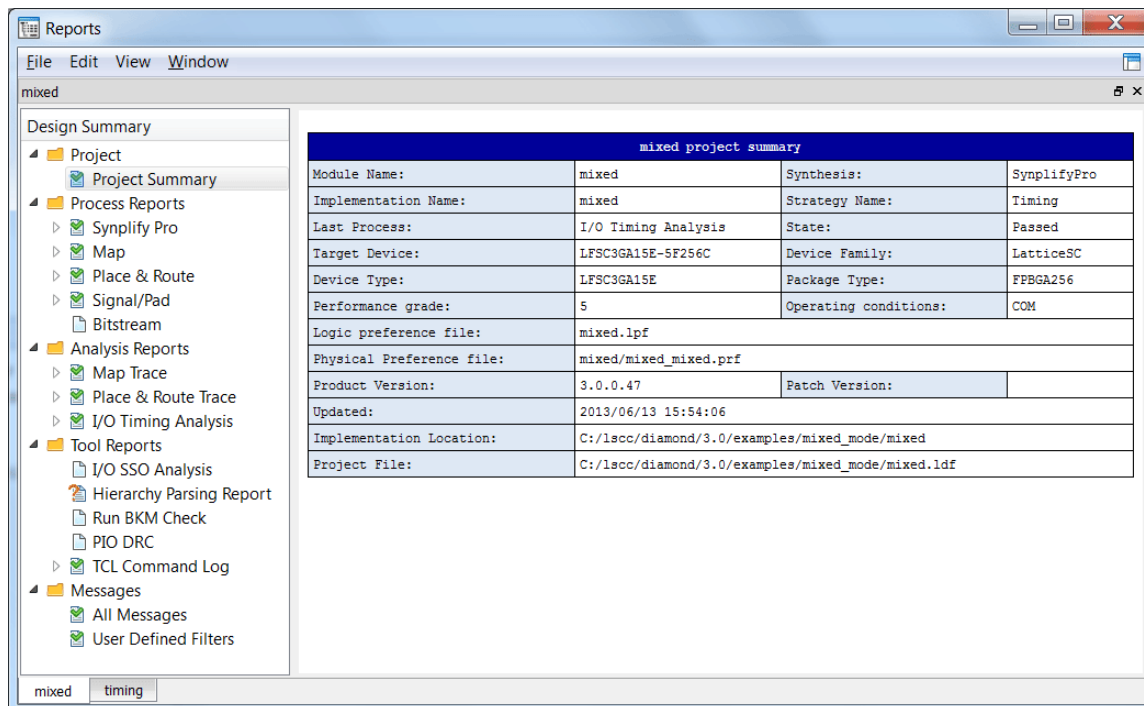 Reports
File Edit View Window
mixed
Design Summary
Project
Project Summary
Process Reports
Synplify Pro
Map
Place & Route
Signal/Pad
Bitstream
Analysis Reports
Map Trace
Place & Route Trace
I/O Timing Analysis
Tool Reports
I/O SSO Analysis
Hierarchy Parsing Report
Run BKM Check
PIO DRC
TCL Command Log
Messages
All Messages
User Defined Filters
mixed project summary
Module Name: mixed Synthesis: SynplifyPro
Implementation Name: mixed Strategy Name: Timing
Last Process: I/O Timing Analysis State: Passed
Target Device: LFSC3GA15E-5F256C Device Family: LatticeSC
Device Type: LFSC3GA15E Package Type: FPBGA256
Performance grade: 5 Operating conditions: COM
Logic preference file: mixed.lpf
Physical Preference file: mixed/mixed_mixed.prf
Product Version: 3.0.0.47 Patch Version:
Updated: 2013/06/13 15:54:06
Implementation Location: C:/lscc/diamond/3.0/examples/mixed_mode/mixed
Project File: C:/lscc/diamond/3.0/examples/mixed_mode/mixed.ldf
mixed timing